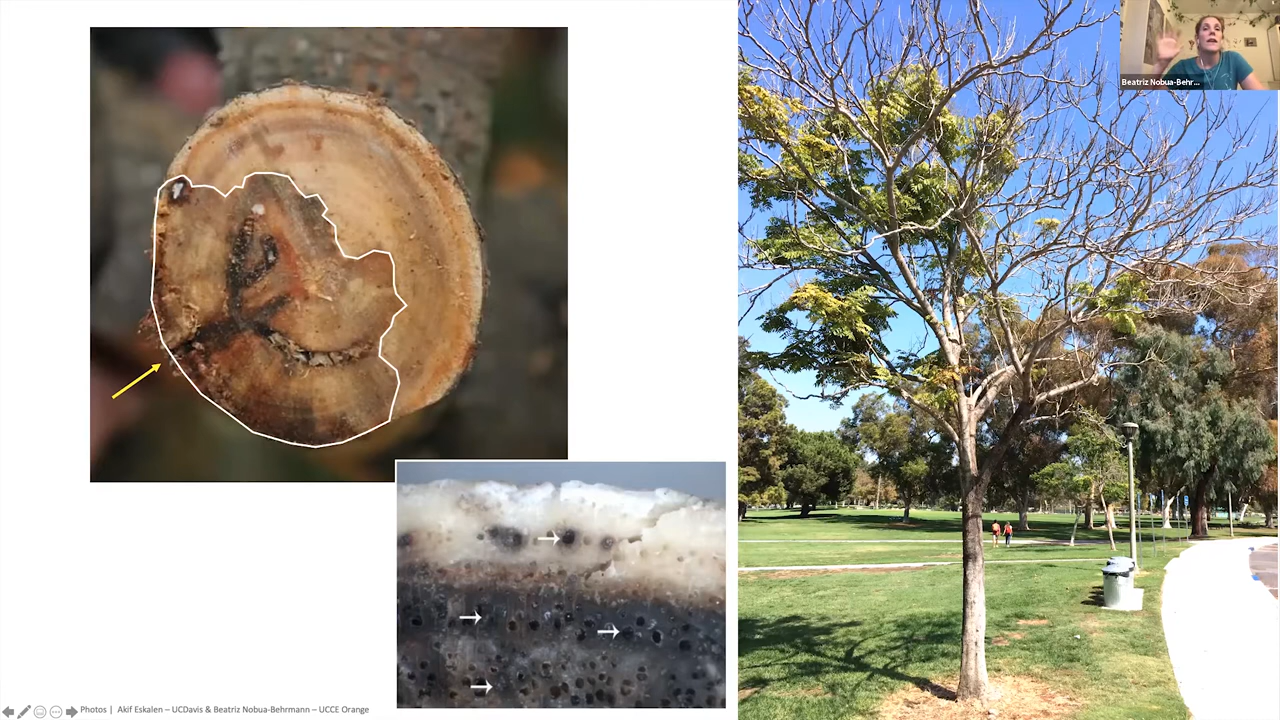 Beatriz Nobua-Behr...
Photos | Akif Eskalen – UCDavis & Beatriz Nobua-Behrmann – UCCE Orange